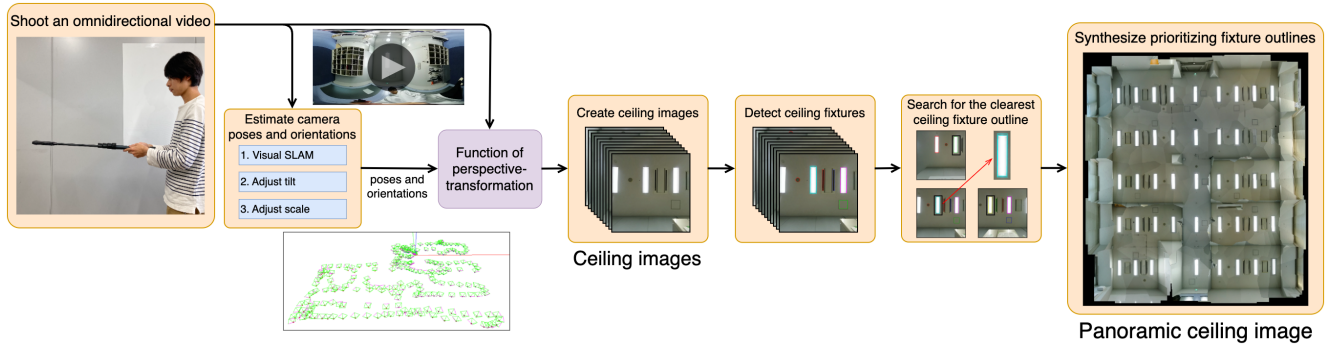 Shoot an omnidirectional video
Estimate camera
poses and orientations
1. Visual SLAM
2. Adjust tilt
3. Adjust scale
poses and
orientations
Function of
perspective-
transformation
Create ceiling images
Ceiling images
Detect ceiling fixtures
Search for the clearest
ceiling fixture outline
Synthesize prioritizing fixture outlines
Panoramic ceiling image